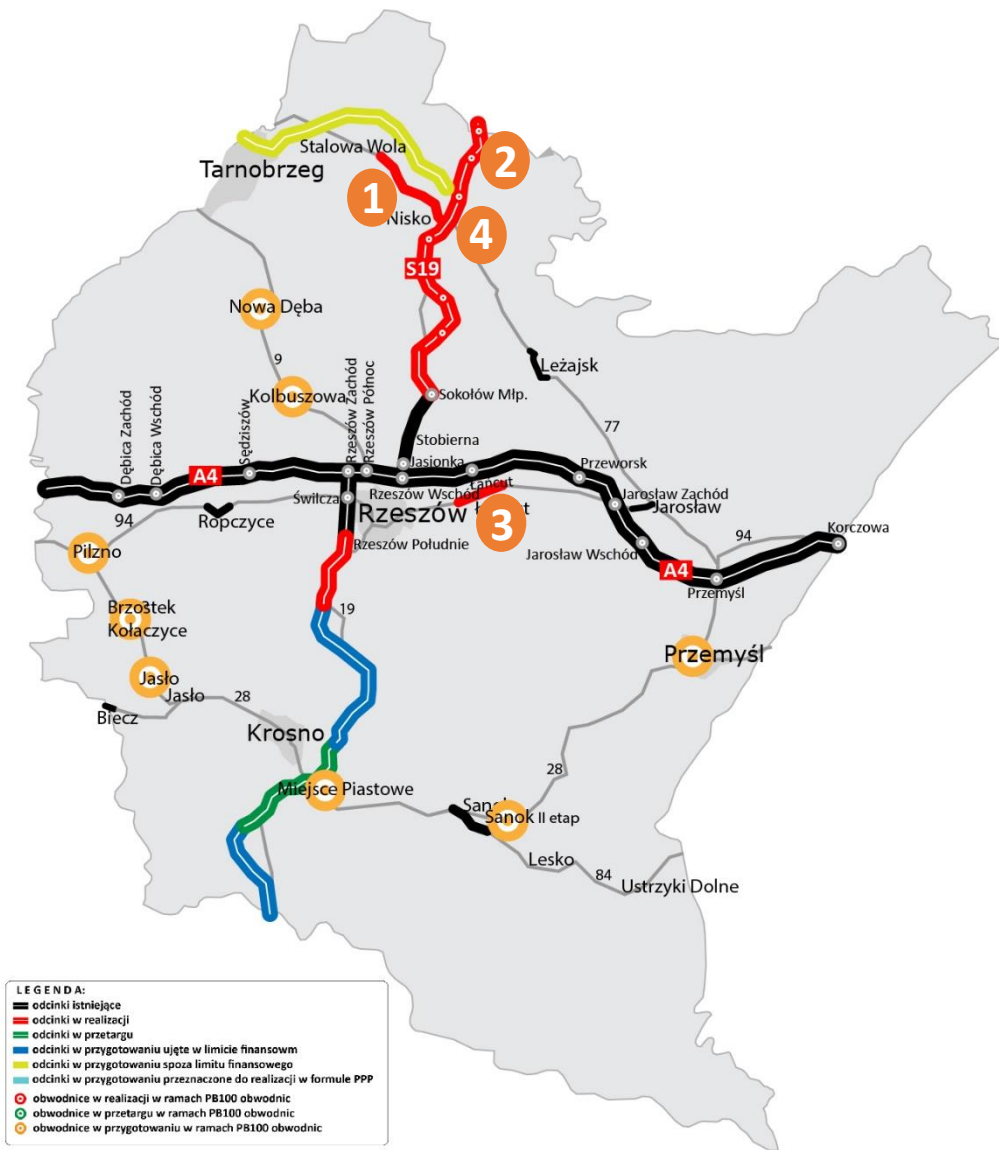 Stalowa Wola
Tarnobrzeg
2
1
Nisko
4
S19
Nowa Dęba
9
Kolbuszowa
Leżajsk
Sokołów Młp.
77
Dębica Zachód
Dębica Wschód
Sędziszów
Rzeszów Zachód
Rzeszów Północ
Stobierna
Jasionka
A4
Przeworsk
Rzeszów Wschód
Łańcut
Świlcza
Rzeszów
3
Jarosław Zachód
Jarosław
94
Ropczyce
Korczowa
Pilzno
Rzeszów Południe
Jarosław Wschód
94
A4
Przemyśl
Brzostek
Kołaczyce
19
Przemyśl
Jasło
Jasło
28
Biecz
Krosno
28
Miejsce Piastowe
Sanok II etap
Lesko
84
Ustrzyki Dolne
LEGENDA:
odcinki istniejące
odcinki w realizacji
odcinki w przetargu
odcinki w przygotowaniu ujęte w limicie finansowm
odcinki w przygotowaniu spoza limitu finansowego
odcinki w przygotowaniu przeznaczone do realizacji w formule PPP
obwodnice w realizacji w ramach PB100 obwodnic
obwodnice w przetargu w ramach PB100 obwodnic
obwodnice w przygotowaniu w ramach PB100 obwodnic